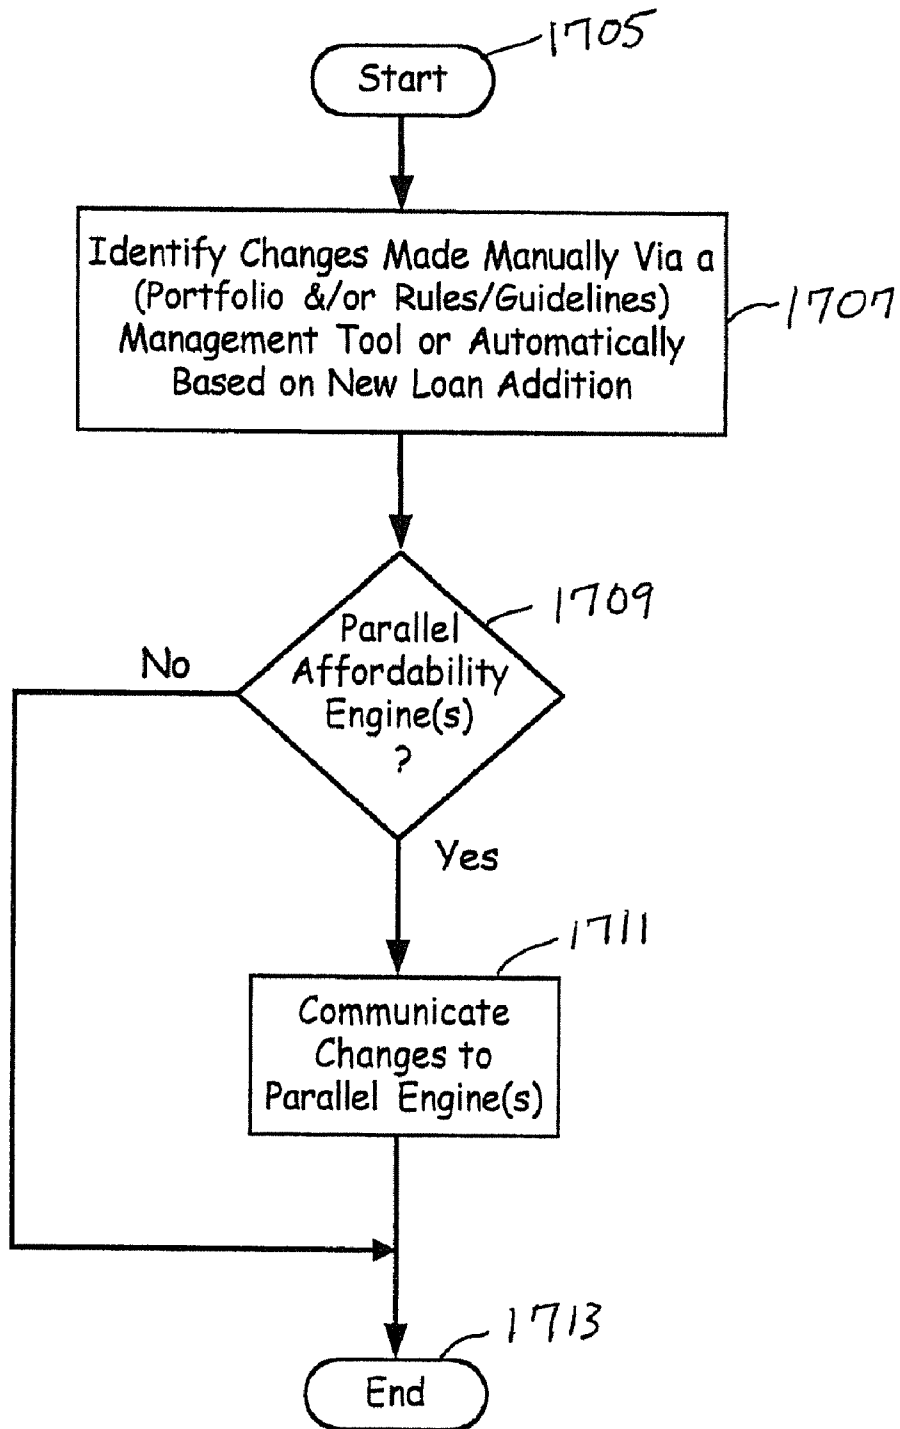 1705
Start
Identify Changes Made Manually Via a
(Portfolio &/or Rules/Guidelines)
Management Tool or Automatically
Based on New Loan Addition
1707
1709
Parallel
Affordability
Engine(s)
?
No
Yes
1711
Communicate
Changes to
Parallel Engine(s)
1713
End